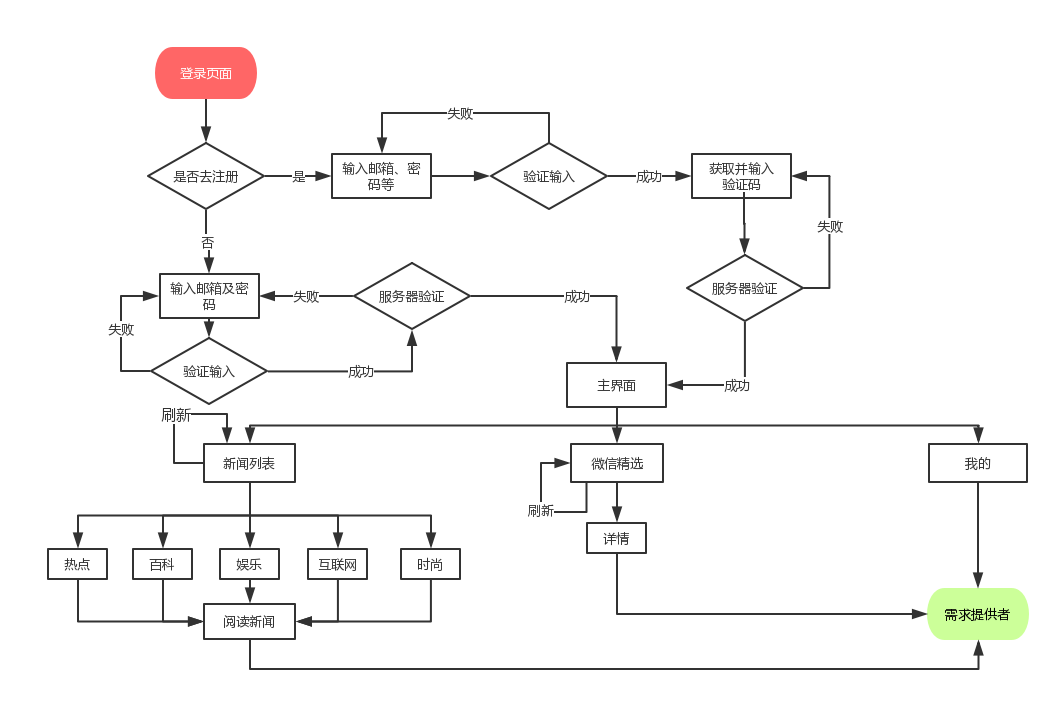 登录页面
失败
是否去注册
是
输入邮箱、密
码等
验证输入
成功
获取并输入
验证码
失败
否
输入邮箱及密
码
失败
服务器验证
成功
服务器验证
失败
验证输入
成功
主界面
成功
刷新
新闻列表
微信精选
我的
刷新
详情
热点
百科
娱乐
互联网
时尚
阅读新闻
需求提供者